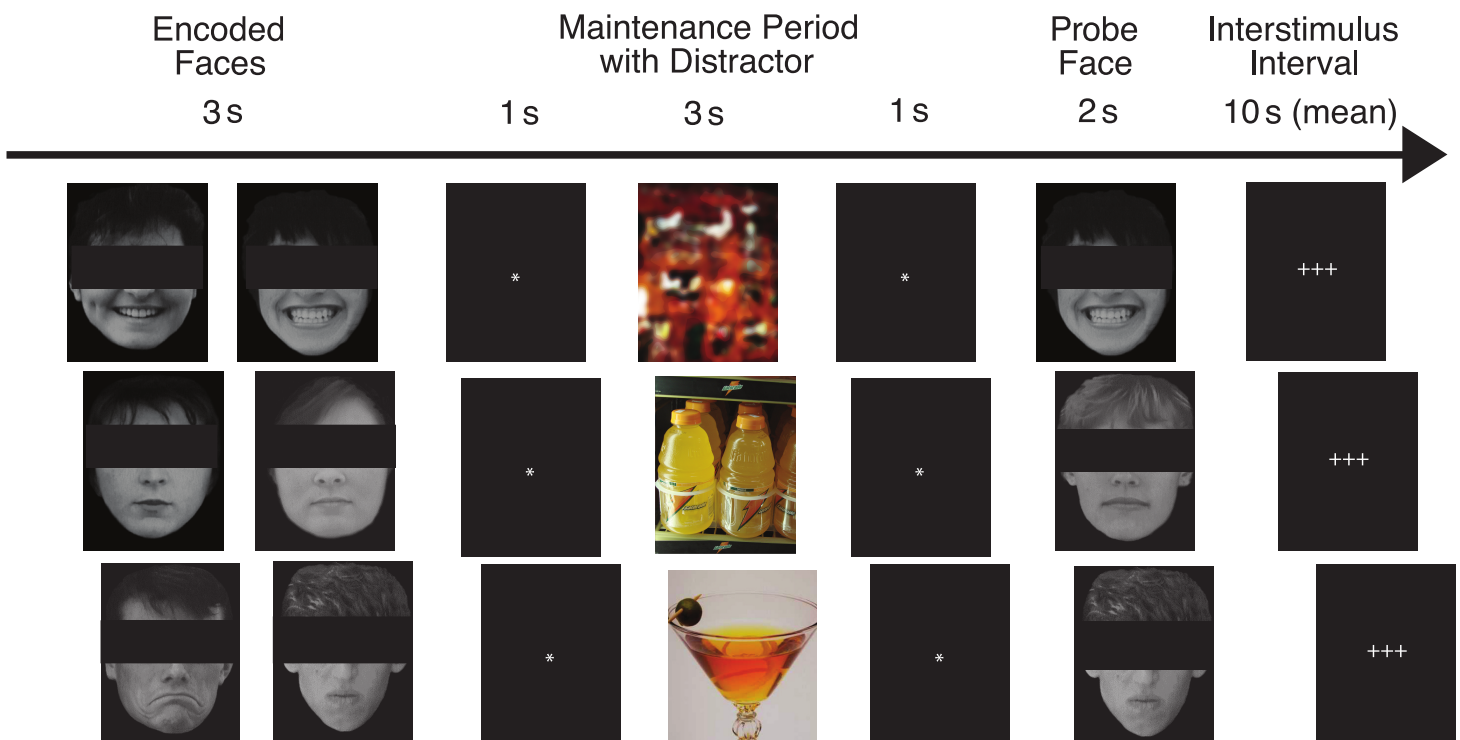 Encoded
Faces
Maintenance Period
with Distractor
Probe
Face
Interstimulus
Interval
3 s
1 s
3 s
1 s
2 s
10 s (mean)
*
*
+++
*
*
+++
*
*
+++